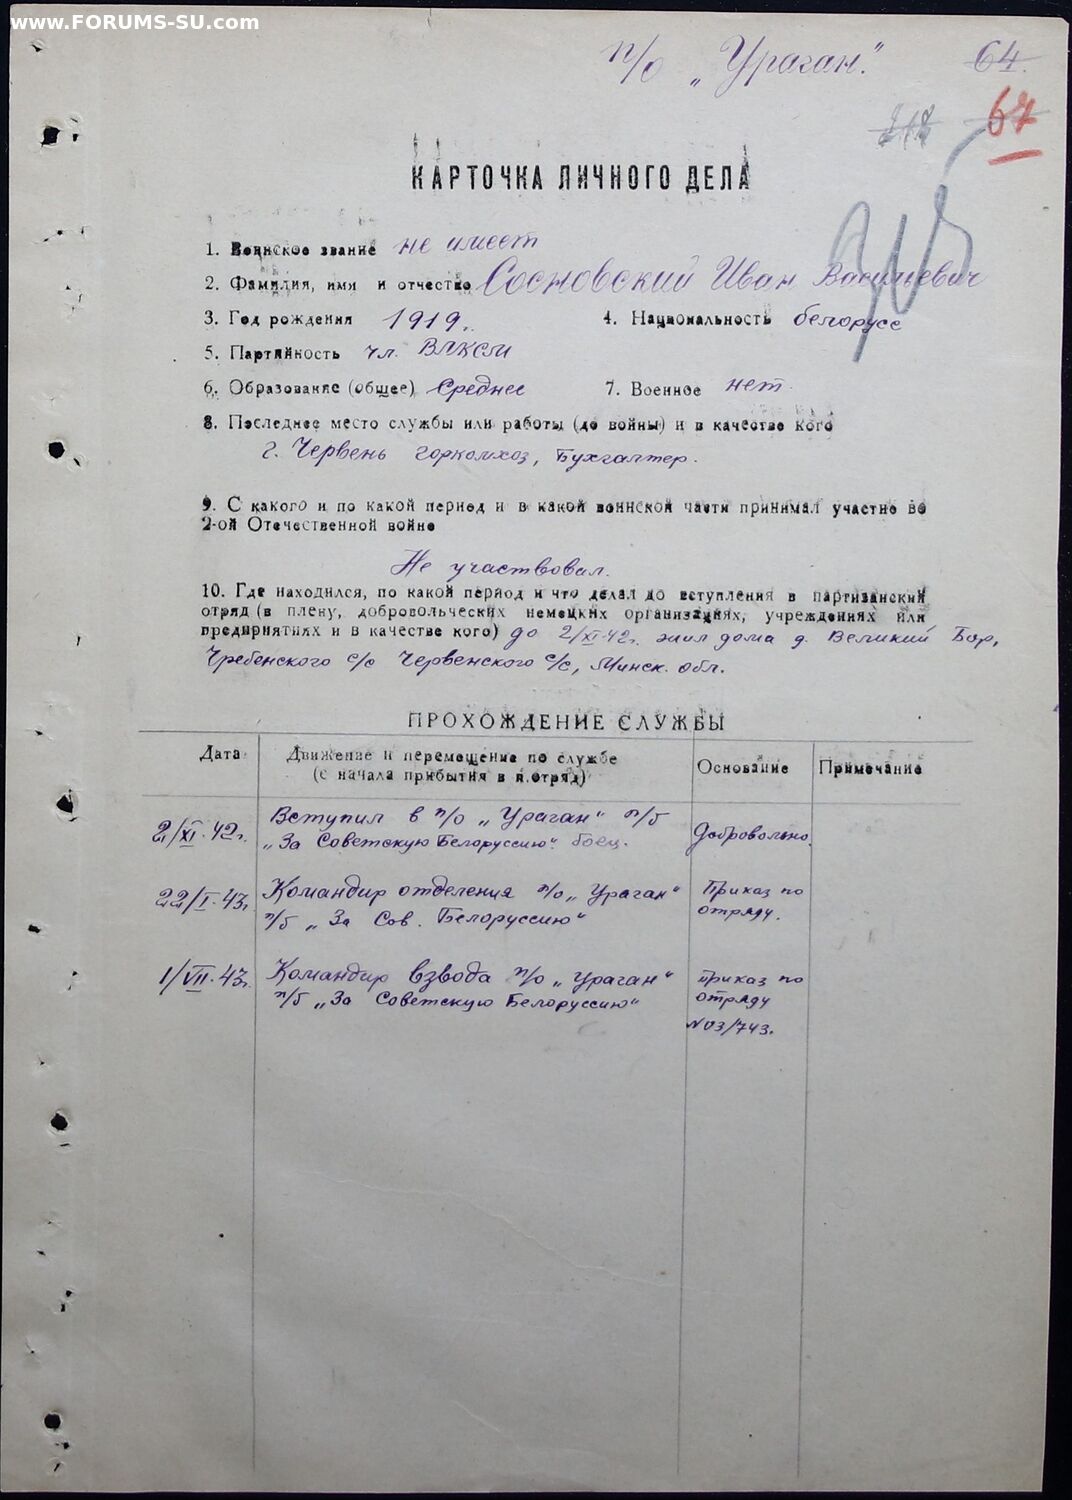 www.FORUMS-SU.com
п/о „Ураган."
64.
67
КАРТОЧКА ЛИЧНОГО ДЕЛА
1. Воинское звание не имеет
2. Фамилия, имя и отчество Сосновский Иван Васильевич
3. Год рождения 1919г. 4. Национальность белорусс
5. Партийность чл. ВЛКСМ
6. Образование (общее) Среднее 7. Военное нет.
8. Последнее место службы или работы (до войны) и в качестве кого
г. Червень горкомхоз, Бухгалтер.
9. С какого и по какой период и в какой воинской части принимал участие во
2-ой Отечественной войне
Не участвовал.
10. Где находился, по какой период и что делал до вступления в партизанский
отряд (в плену, добровольческих немецких организациях, учреждениях или
предприятиях и в качестве кого) до 2/XI-42г. жил дома д. Великий Бор,
Гребенского с/с Червенского с/с, Минск. обл.
ПРОХОЖДЕНИЕ СЛУЖБЫ
Дата Движение и перемещение по службе (с начала прибытия в п.отряд) Основание Примечание
2/XI-42г. Вступил в п/о „Ураган" п/б
„За Советскую Белоруссию". боец. Добровольно.
22/I-43г. Командир отделения п/о „Ураган" Приказ по
п/б „За Сов. Белоруссию" отряду.
1/VII-43г. Командир взвода п/о „Ураган" Приказ по
п/б „За Советскую Белоруссию" отряду
№03/743.